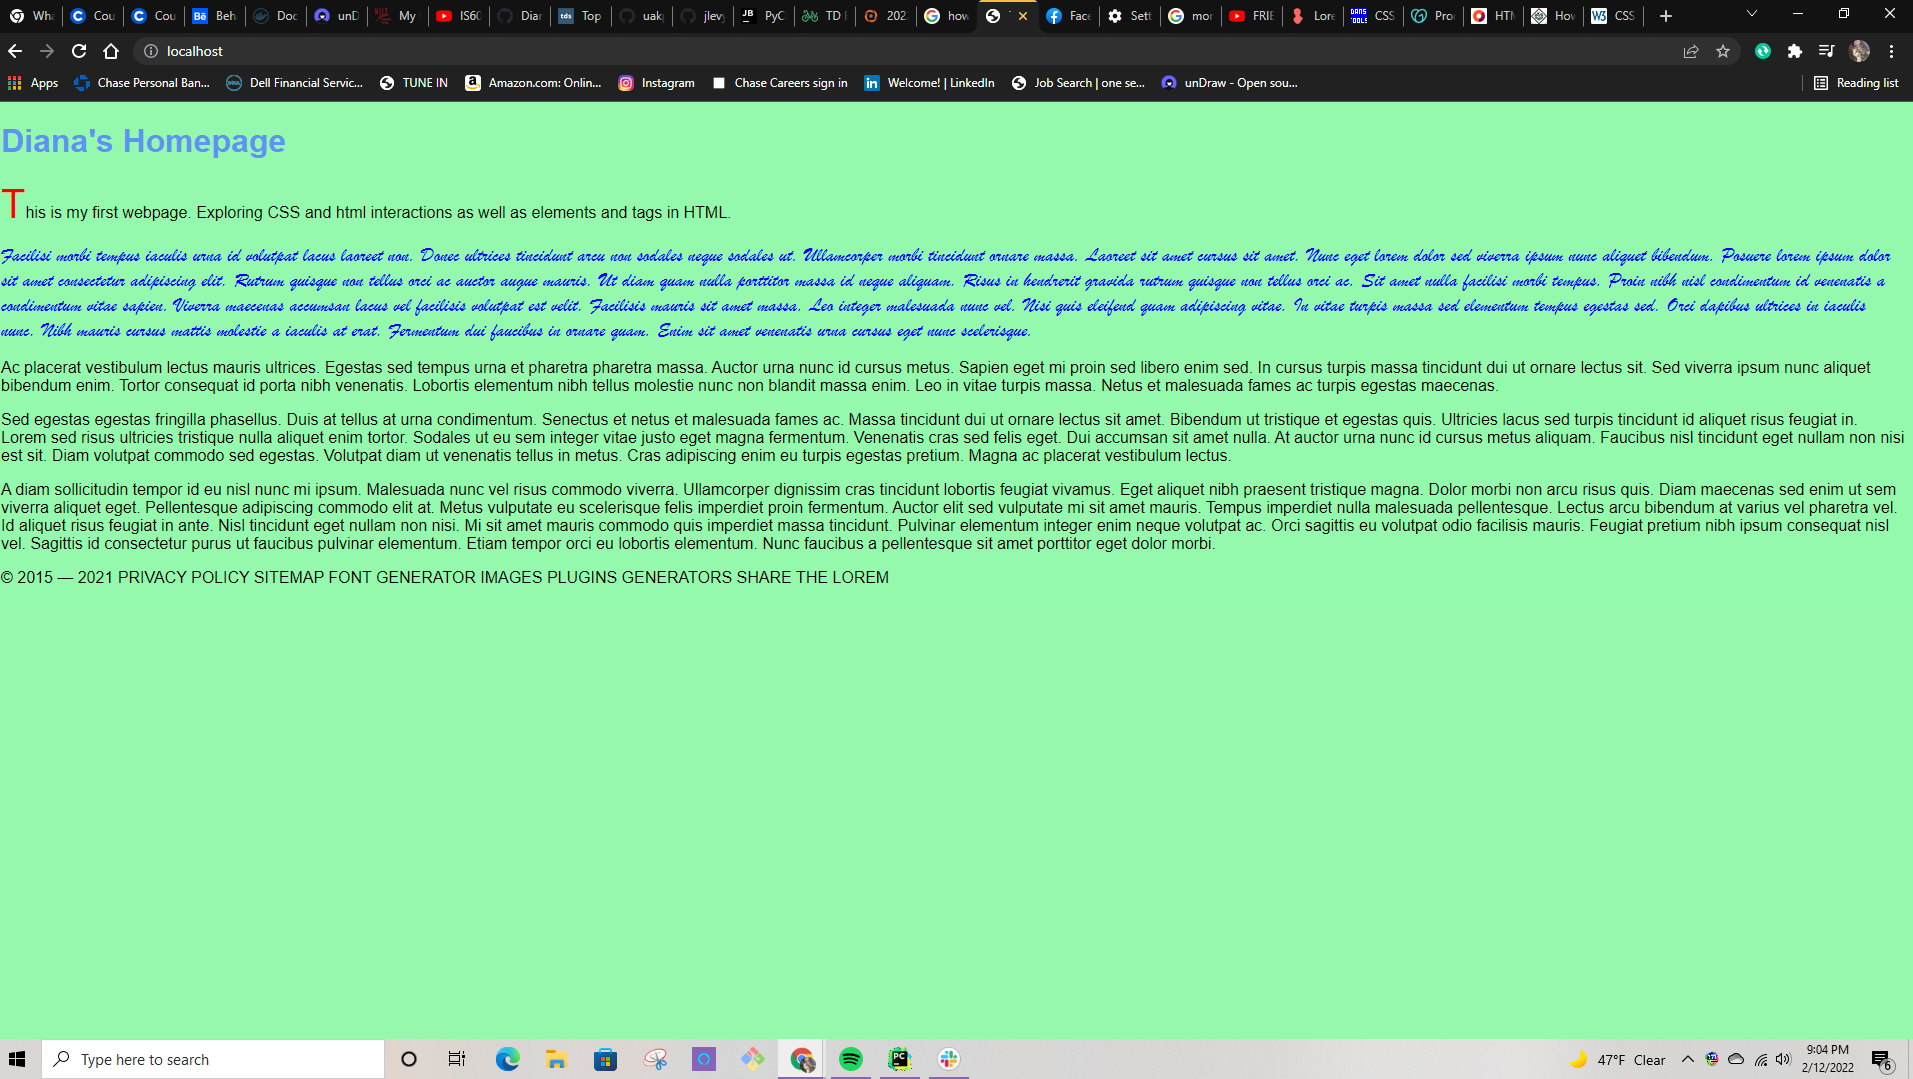 Wha Cou Cou Beh Doc unD My IS60 Diar Top uakp jlevy PyC TD F 202 how Face Sett mor FRIE Lore CSS Pro HTM How CSS
localhost
Apps Chase Personal Ban... Dell Financial Servic... TUNE IN Amazon.com: Onlin... Instagram Chase Careers sign in Welcome! | LinkedIn Job Search | one se... unDraw - Open sou... Reading list
Diana's Homepage
This is my first webpage. Exploring CSS and html interactions as well as elements and tags in HTML.
Facilisi morbi tempus iaculis urna id volutpat lacus laoreet non. Donec ultrices tincidunt arcu non sodales neque sodales ut. Ullamcorper morbi tincidunt ornare massa. Laoreet sit amet cursus sit amet. Nunc eget lorem dolor sed viverra ipsum nunc aliquet bibendum. Posuere lorem ipsum dolor
sit amet consectetur adipiscing elit. Rutrum quisque non tellus orci ac auctor augue mauris. Ut diam quam nulla porttitor massa id neque aliquam. Risus in hendrerit gravida rutrum quisque non tellus orci ac. Sit amet nulla facilisi morbi tempus. Proin nibh nisl condimentum id venenatis a
condimentum vitae sapien. Viverra maecenas accumsan lacus vel facilisis volutpat est velit. Facilisis mauris sit amet massa. Leo integer malesuada nunc vel. Nisi quis eleifend quam adipiscing vitae. In vitae turpis massa sed elementum tempus egestas sed. Orci dapibus ultrices in iaculis
nunc. Nibh mauris cursus mattis molestie a iaculis at erat. Fermentum dui faucibus in ornare quam. Enim sit amet venenatis urna cursus eget nunc scelerisque.
Ac placerat vestibulum lectus mauris ultrices. Egestas sed tempus urna et pharetra pharetra massa. Auctor urna nunc id cursus metus. Sapien eget mi proin sed libero enim sed. In cursus turpis massa tincidunt dui ut ornare lectus sit. Sed viverra ipsum nunc aliquet
bibendum enim. Tortor consequat id porta nibh venenatis. Lobortis elementum nibh tellus molestie nunc non blandit massa enim. Leo in vitae turpis massa. Netus et malesuada fames ac turpis egestas maecenas.
Sed egestas egestas fringilla phasellus. Duis at tellus at urna condimentum. Senectus et netus et malesuada fames ac. Massa tincidunt dui ut ornare lectus sit amet. Bibendum ut tristique et egestas quis. Ultricies lacus sed turpis tincidunt id aliquet risus feugiat in.
Lorem sed risus ultricies tristique nulla aliquet enim tortor. Sodales ut eu sem integer vitae justo eget magna fermentum. Venenatis cras sed felis eget. Dui accumsan sit amet nulla. At auctor urna nunc id cursus metus aliquam. Faucibus nisl tincidunt eget nullam non nisi
est sit. Diam volutpat commodo sed egestas. Volutpat diam ut venenatis tellus in metus. Cras adipiscing enim eu turpis egestas pretium. Magna ac placerat vestibulum lectus.
A diam sollicitudin tempor id eu nisl nunc mi ipsum. Malesuada nunc vel risus commodo viverra. Ullamcorper dignissim cras tincidunt lobortis feugiat vivamus. Eget aliquet nibh praesent tristique magna. Dolor morbi non arcu risus quis. Diam maecenas sed enim ut sem
viverra aliquet eget. Pellentesque adipiscing commodo elit at. Metus vulputate eu scelerisque felis imperdiet proin fermentum. Auctor elit sed vulputate mi sit amet mauris. Tempus imperdiet nulla malesuada pellentesque. Lectus arcu bibendum at varius vel pharetra vel.
Id aliquet risus feugiat in ante. Nisl tincidunt eget nullam non nisi. Mi sit amet mauris commodo quis imperdiet massa tincidunt. Pulvinar elementum integer enim neque volutpat ac. Orci sagittis eu volutpat odio facilisis mauris. Feugiat pretium nibh ipsum consequat nisl
vel. Sagittis id consectetur purus ut faucibus pulvinar elementum. Etiam tempor orci eu lobortis elementum. Nunc faucibus a pellentesque sit amet porttitor eget dolor morbi.
© 2015 — 2021 PRIVACY POLICY SITEMAP FONT GENERATOR IMAGES PLUGINS GENERATORS SHARE THE LOREM
Type here to search 47°F Clear 9:04 PM
2/12/2022 6